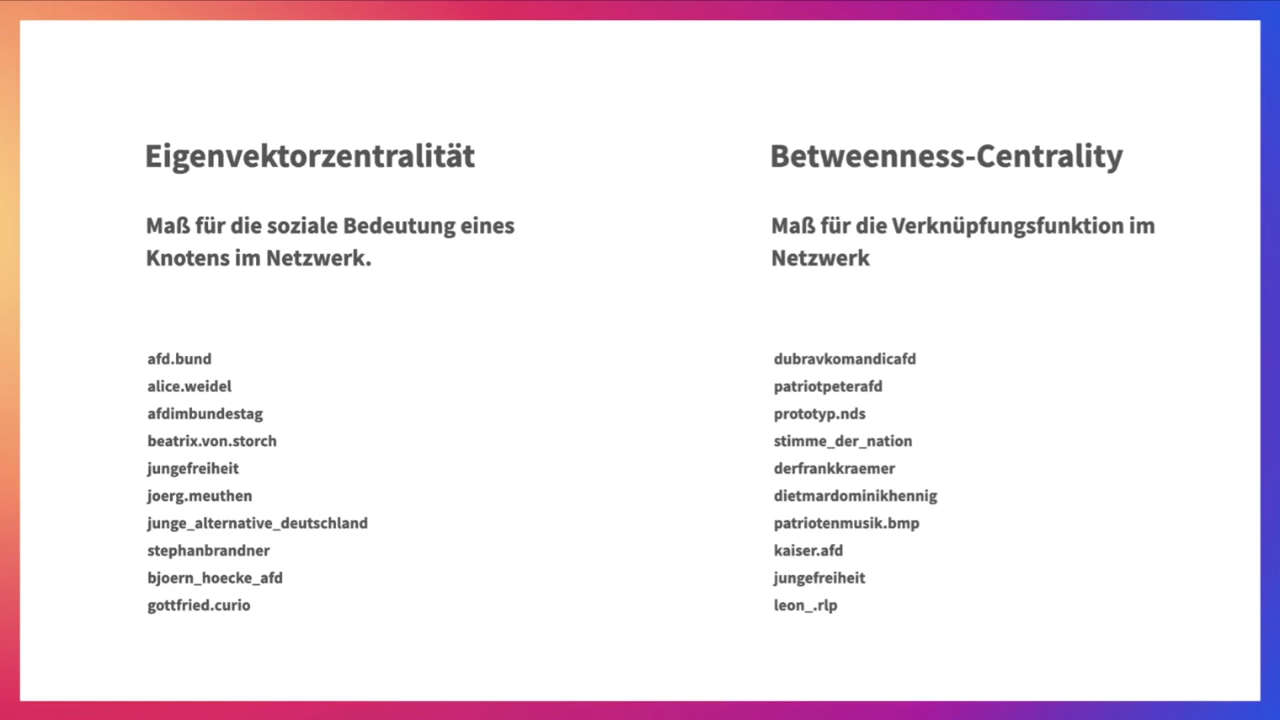 Eigenvektorzentralität
Maß für die soziale Bedeutung eines
Knotens im Netzwerk.
afd.bund
alice.weidel
afdimbundestag
beatrix.von.storch
jungefreiheit
joerg.meuthen
junge_alternative_deutschland
stephanbrandner
bjoern_hoecke_afd
gottfried.curio
Betweenness-Centrality
Maß für die Verknüpfungsfunktion im
Netzwerk
dubravkomandicafd
patriotpeterafd
prototyp.nds
stimme_der_nation
derfrankkraemer
dietmardominikhennig
patriotenmusik.bmp
kaiser.afd
jungefreiheit
leon_.rlp